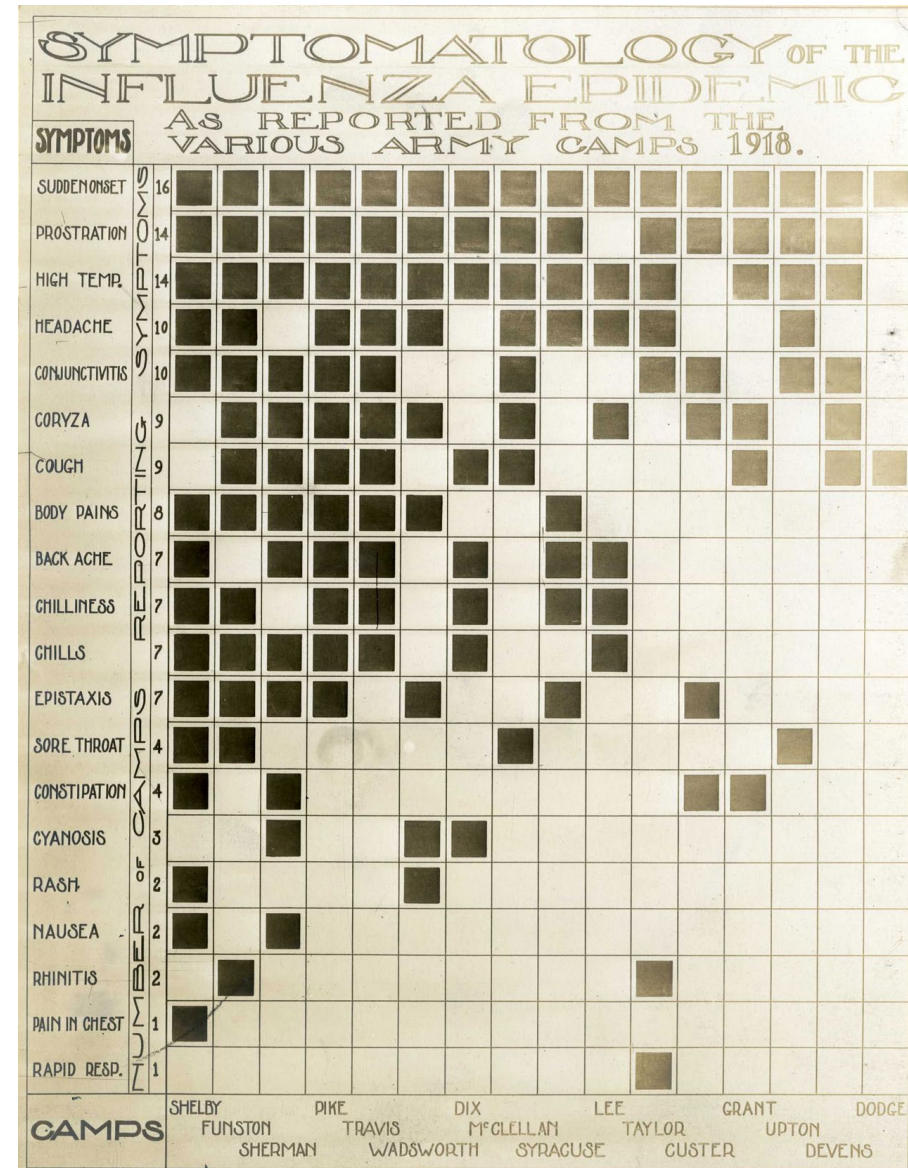 SYMPTOMATOLOGY OF THE
INFLUENZA EPIDEMIC
AS REPORTED FROM THE
VARIOUS ARMY CAMPS 1918.
SYMPTOMS
NUMBER OF CAMPS REPORTING SYMPTOMS
SUDDEN ONSET 16
PROSTRATION 14
HIGH TEMP. 14
HEADACHE 10
CONJUNCTIVITIS 10
CORYZA 9
COUGH 9
BODY PAINS 8
BACK ACHE 7
CHILLINESS 7
CHILLS 7
EPISTAXIS 7
SORE THROAT 4
CONSTIPATION 4
CYANOSIS 3
RASH 2
NAUSEA 2
RHINITIS 2
PAIN IN CHEST 1
RAPID RESP. 1
CAMPS
SHELBY PIKE DIX LEE GRANT DODGE
FUNSTON TRAVIS McCLELLAN TAYLOR UPTON
SHERMAN WADSWORTH SYRACUSE CUSTER DEVENS